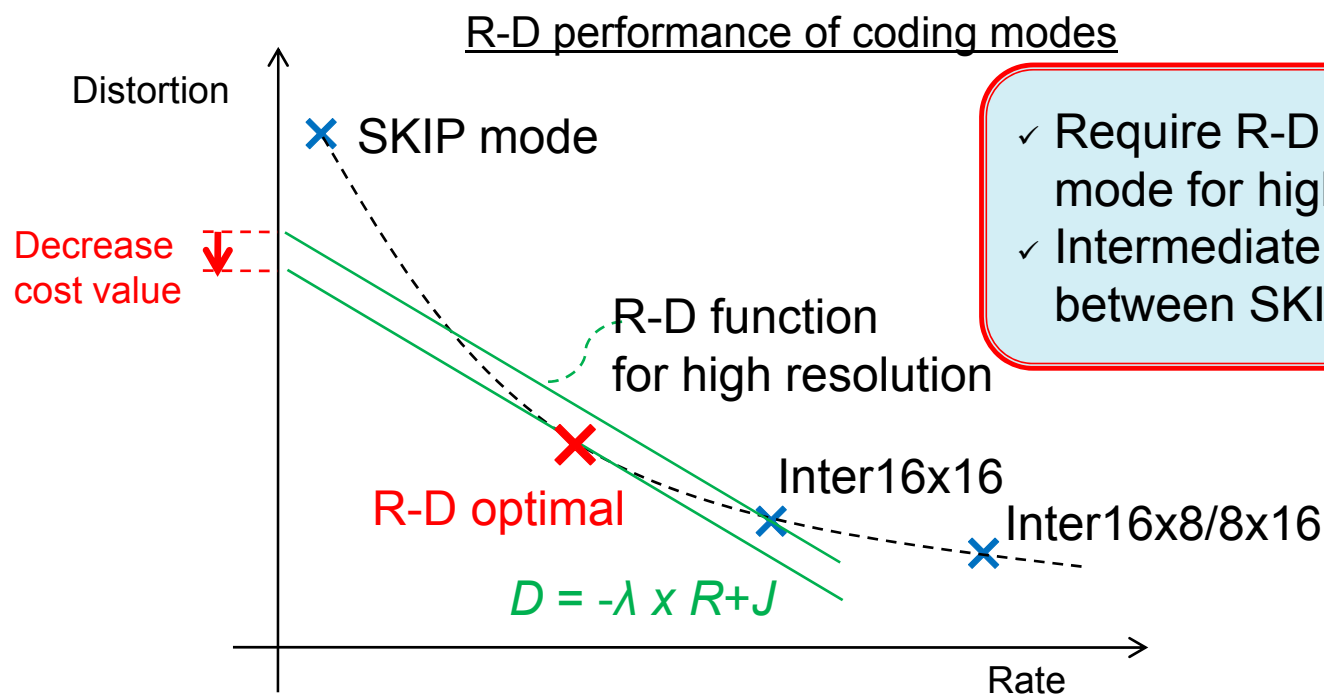 R-D performance of coding modes
Distortion
SKIP mode
✓ Require R-D
mode for high
✓ Intermediate
between SKI
Decrease
cost value
R-D function
for high resolution
Inter16x16
R-D optimal
Inter16x8/8x16
D = -λ x R+J
Rate